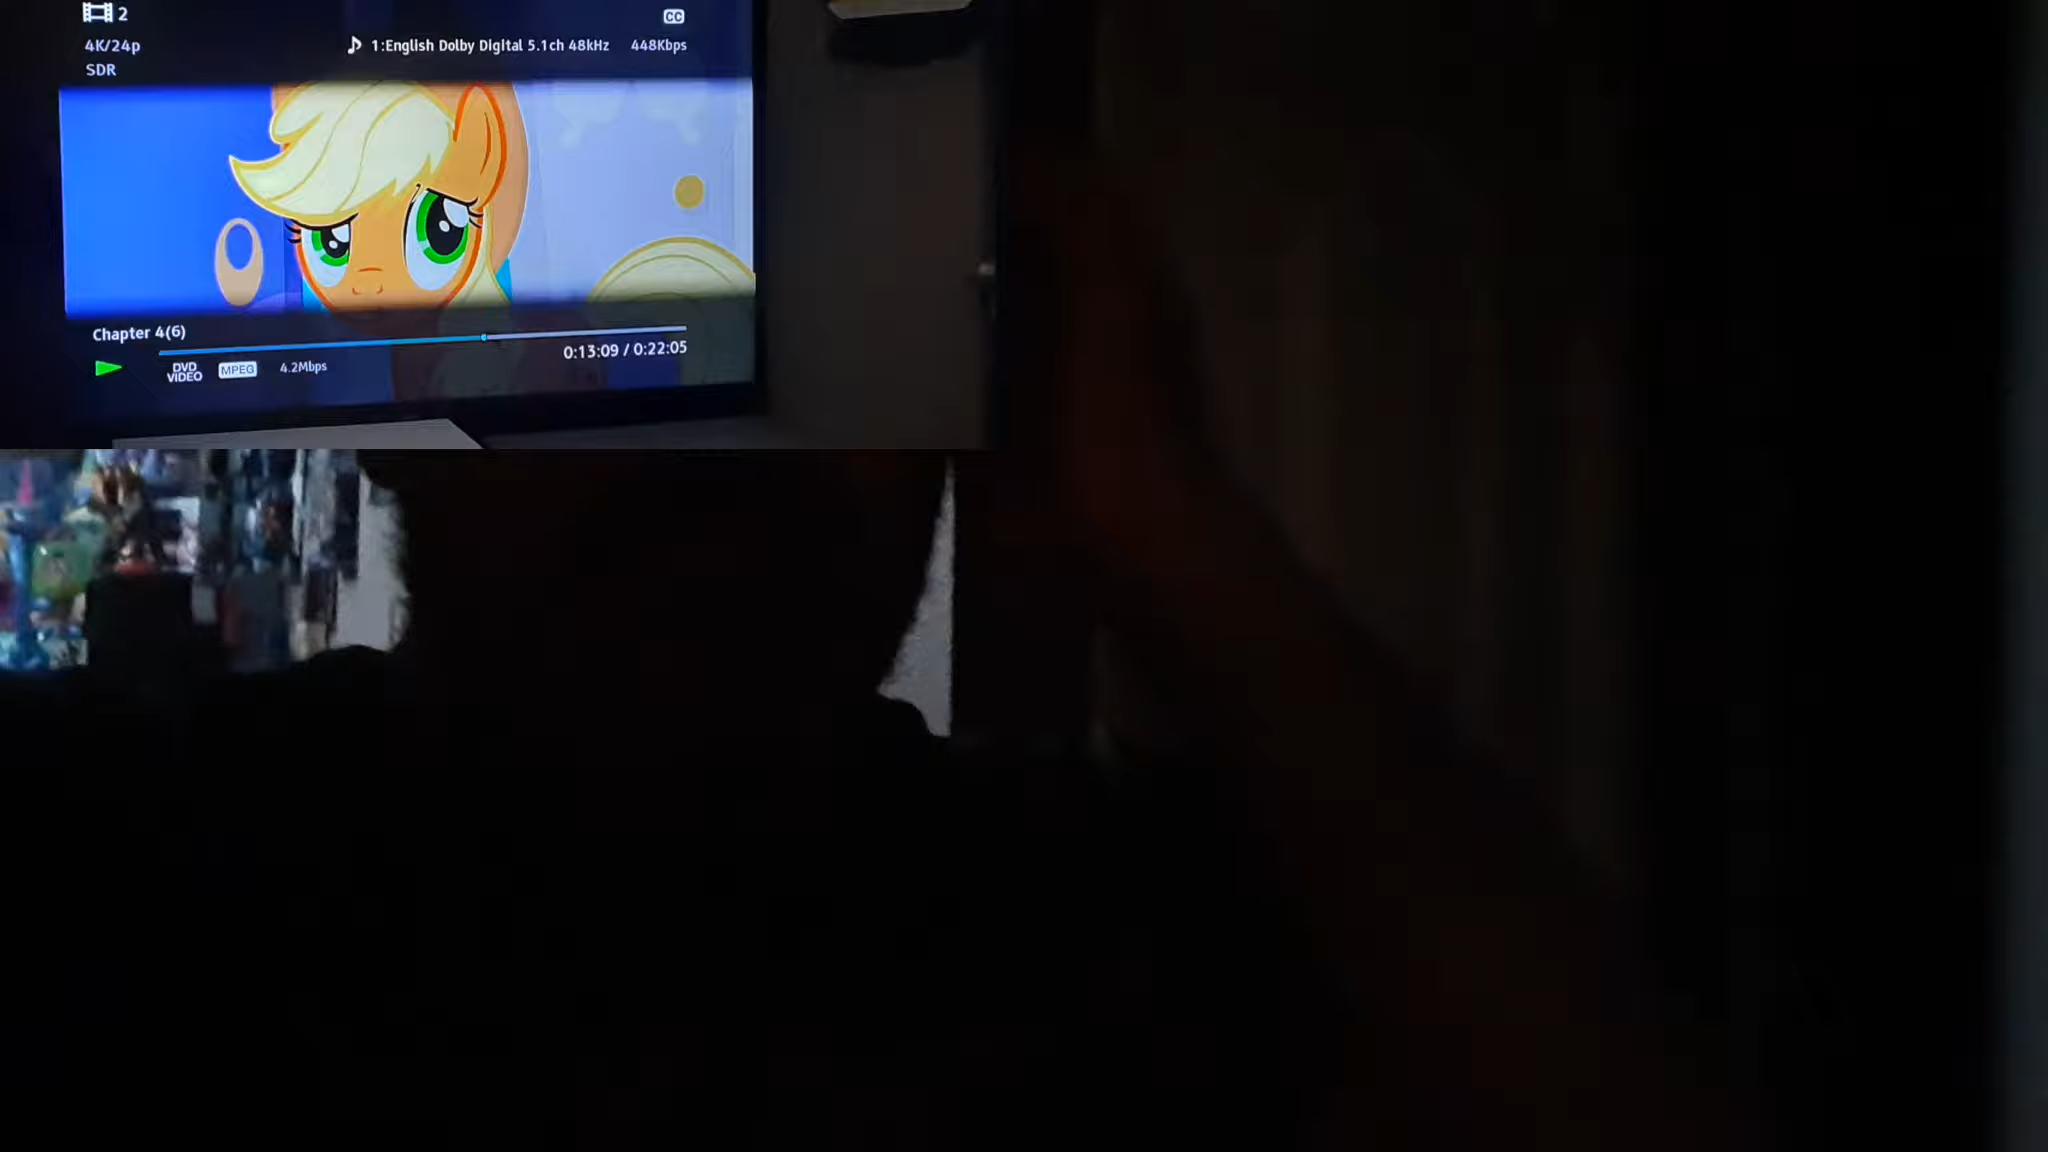 2
CC
4K/24p
1:English Dolby Digital 5.1ch 48kHz 448Kbps
SDR
Chapter 4(6)
0:13:09 / 0:22:05
DVD
VIDEO
MPEG
4.2Mbps